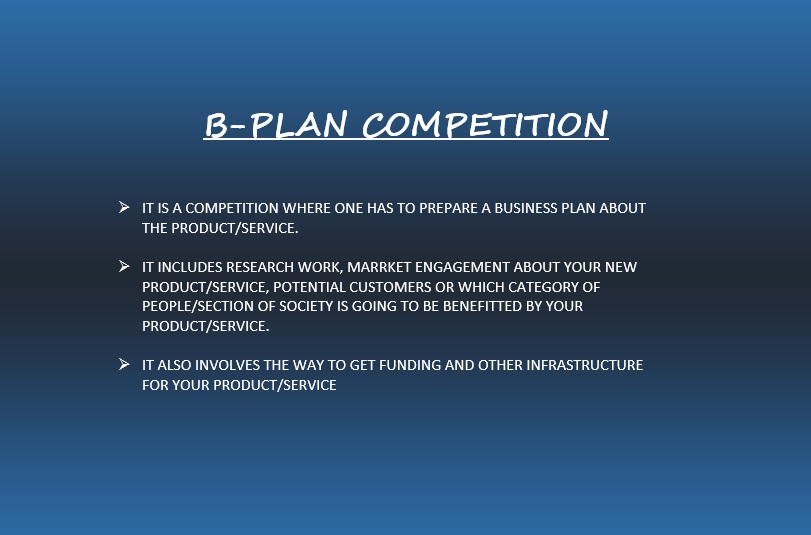 B-PLAN COMPETITION
➢ IT IS A COMPETITION WHERE ONE HAS TO PREPARE A BUSINESS PLAN ABOUT
THE PRODUCT/SERVICE.
➢ IT INCLUDES RESEARCH WORK, MARRKET ENGAGEMENT ABOUT YOUR NEW
PRODUCT/SERVICE, POTENTIAL CUSTOMERS OR WHICH CATEGORY OF
PEOPLE/SECTION OF SOCIETY IS GOING TO BE BENEFITTED BY YOUR
PRODUCT/SERVICE.
➢ IT ALSO INVOLVES THE WAY TO GET FUNDING AND OTHER INFRASTRUCTURE
FOR YOUR PRODUCT/SERVICE